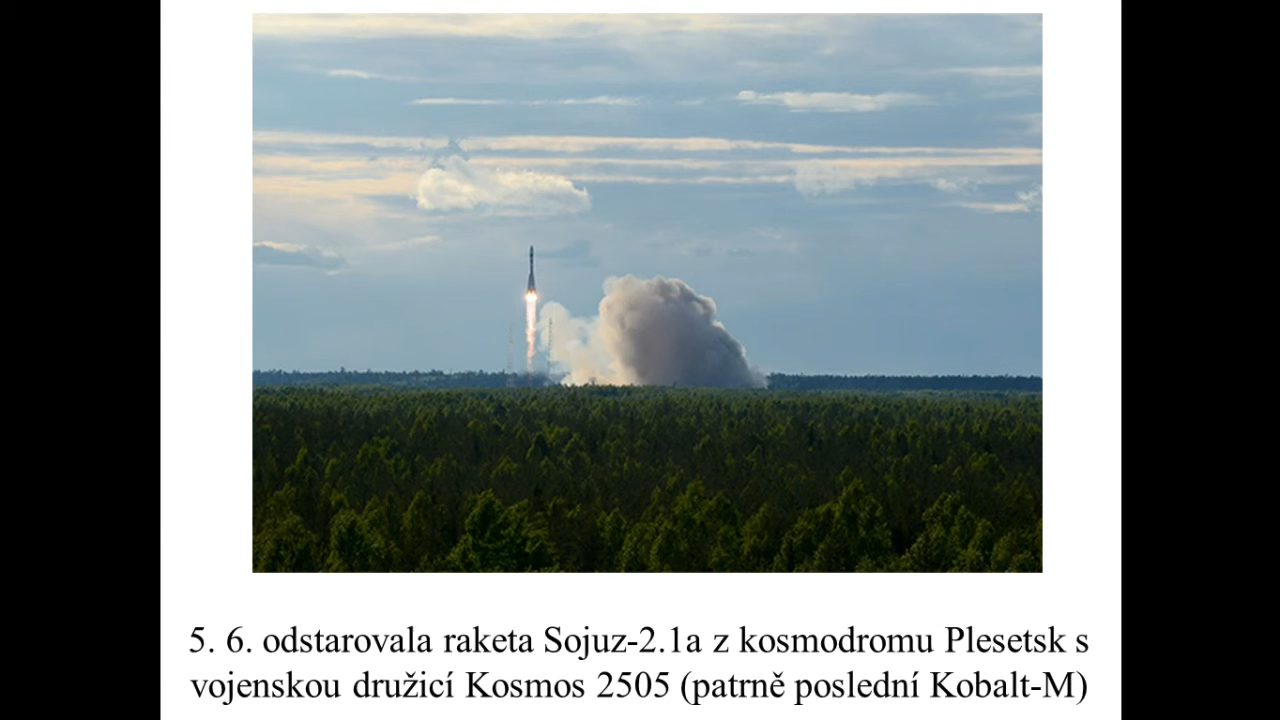 5. 6. odstarovala raketa Sojuz-2.1a z kosmodromu Plesetsk s
vojenskou družicí Kosmos 2505 (patrně poslední Kobalt-M)